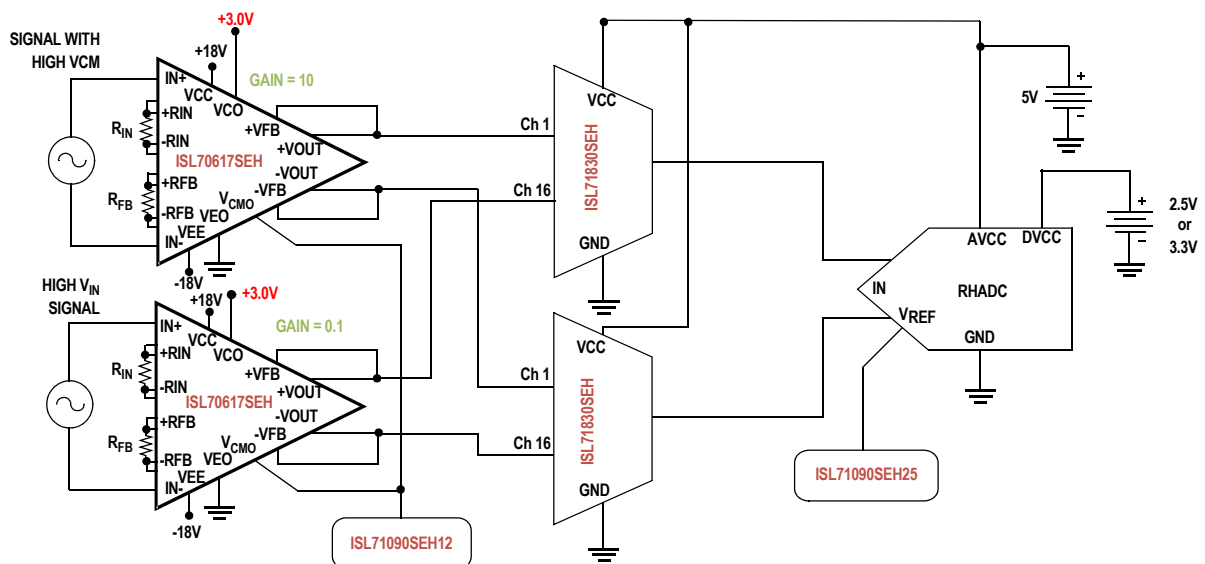 SIGNAL WITH
HIGH VCM
+3.0V
+18V
GAIN = 10
IN+
VCC
VCO
+RIN
RIN
-RIN
+VFB
+VOUT
ISL70617SEH
-VOUT
+RFB
RFB
-RFB
-VFB
VCMO
VEO
VEE
IN-
-18V
HIGH VIN
SIGNAL
+18V
+3.0V
GAIN = 0.1
IN+
VCC
VCO
+RIN
RIN
-RIN
+VFB
+VOUT
ISL70617SEH
-VOUT
+RFB
RFB
-RFB
-VFB
VCMO
VEO
VEE
IN-
-18V
ISL71090SEH12
Ch 1
Ch 16
VCC
ISL71830SEH
GND
Ch 1
Ch 16
VCC
ISL71830SEH
GND
5V
+
-
2.5V
or
3.3V
+
-
AVCC
DVCC
IN
RHADC
VREF
GND
ISL71090SEH25